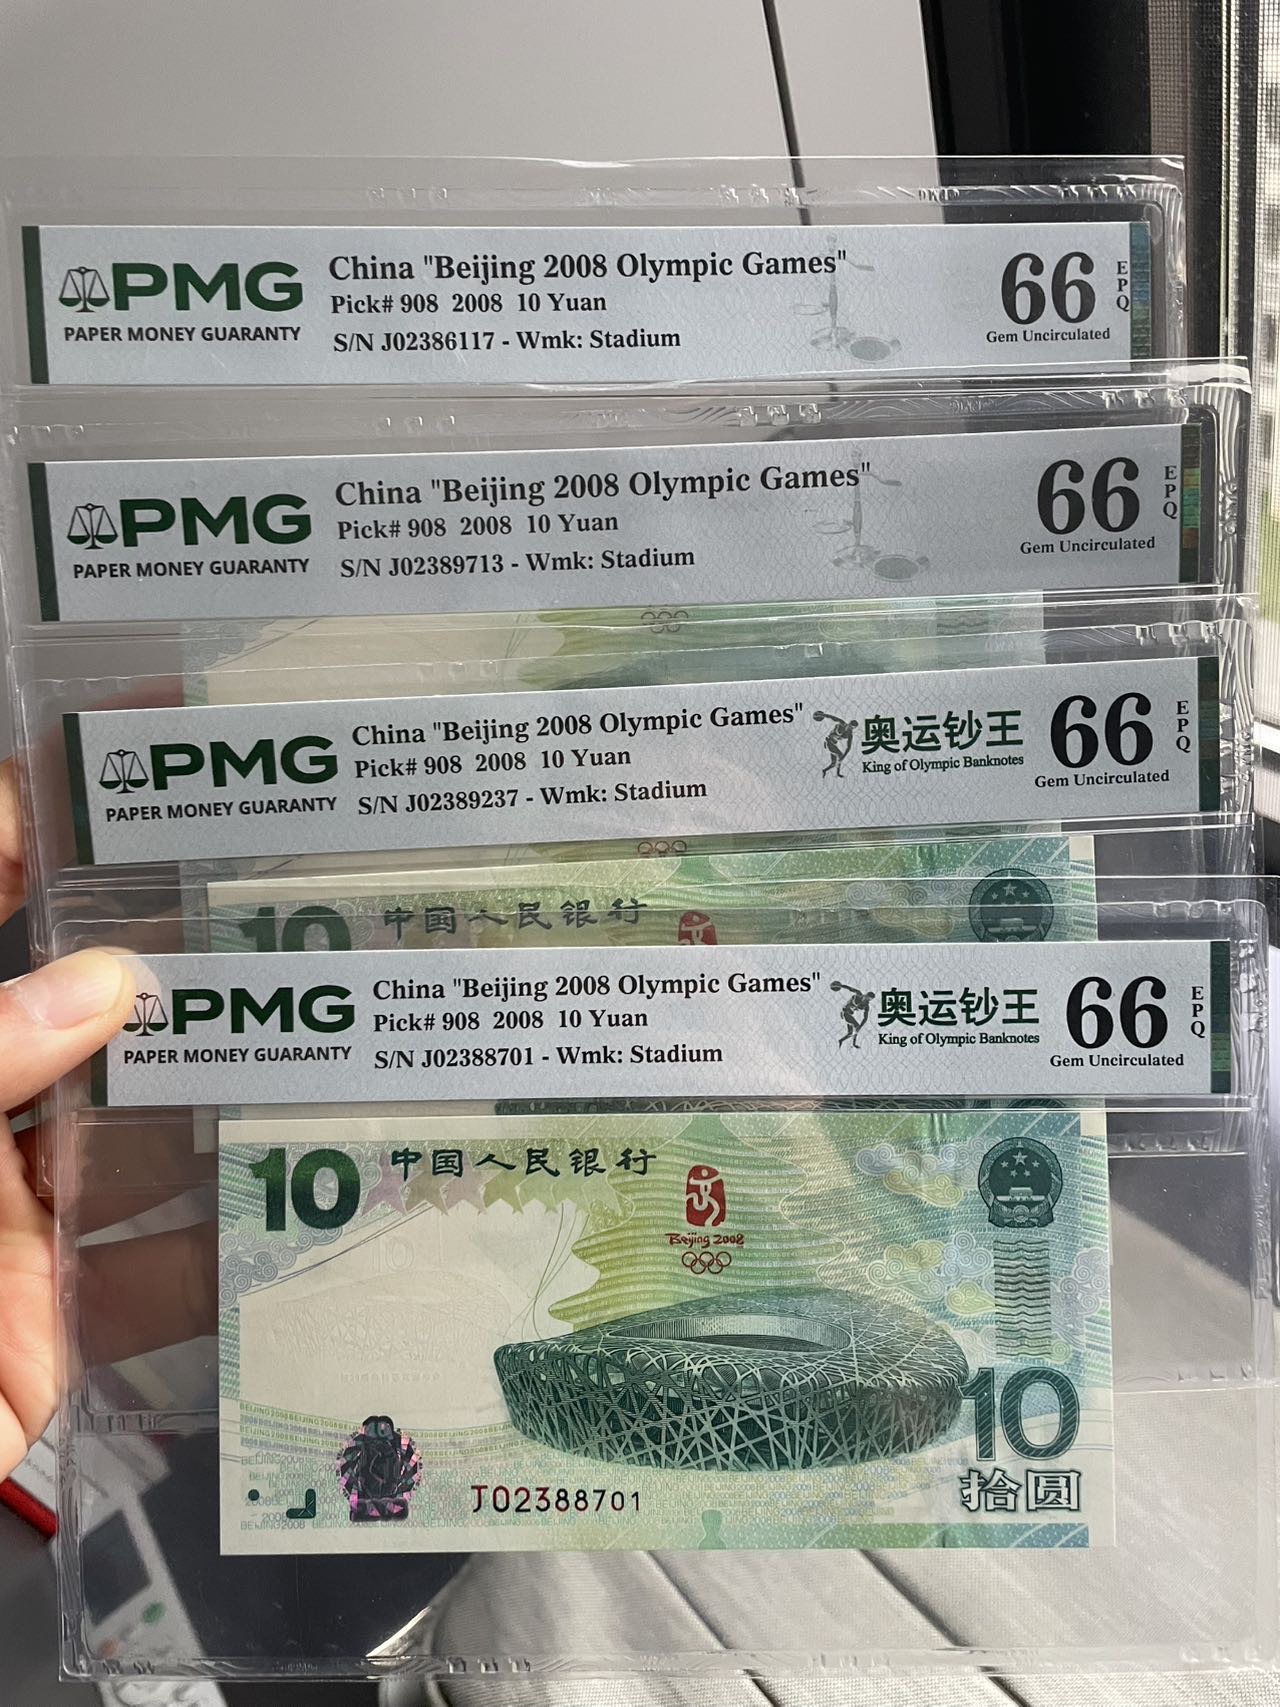 PMG
PAPER MONEY GUARANTY
China "Beijing 2008 Olympic Games"
Pick# 908 2008 10 Yuan
S/N J02386117 - Wmk: Stadium
66
EPQ
Gem Uncirculated
PMG
PAPER MONEY GUARANTY
China "Beijing 2008 Olympic Games"
Pick# 908 2008 10 Yuan
S/N J02389713 - Wmk: Stadium
66
EPQ
Gem Uncirculated
PMG
PAPER MONEY GUARANTY
China "Beijing 2008 Olympic Games"
Pick# 908 2008 10 Yuan
S/N J02389237 - Wmk: Stadium
奥运钞王
King of Olympic Banknotes
66
EPQ
Gem Uncirculated
10
中国人民银行
PMG
PAPER MONEY GUARANTY
China "Beijing 2008 Olympic Games"
Pick# 908 2008 10 Yuan
S/N J02388701 - Wmk: Stadium
奥运钞王
King of Olympic Banknotes
66
EPQ
Gem Uncirculated
10
中国人民银行
Beijing 2008
10
拾圆
J02388701